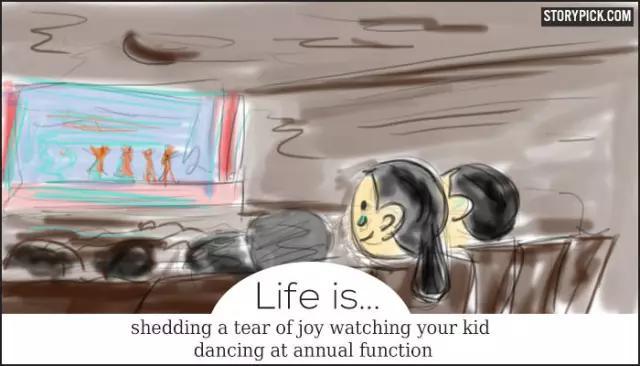 STORYPICK.COM
Life is...
shedding a tear of joy watching your kid
dancing at annual function